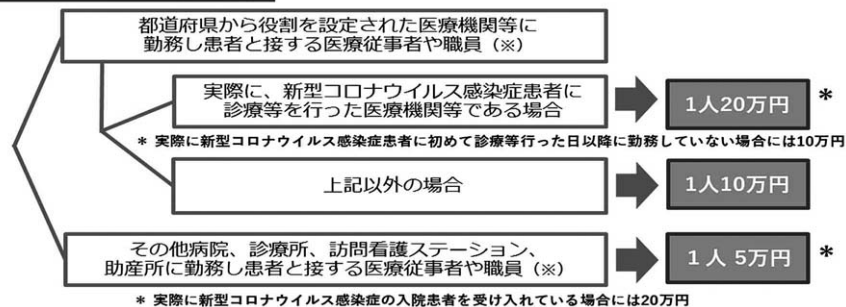 都道府県から役割を設定された医療機関等に
勤務し患者と接する医療従事者や職員（※）
実際に、新型コロナウイルス感染症患者に
診療等を行った医療機関等である場合
1人20万円 *
* 実際に新型コロナウイルス感染症患者に初めて診療等行った日以降に勤務していない場合には10万円
上記以外の場合
1人10万円
その他病院、診療所、訪問看護ステーション、
助産所に勤務し患者と接する医療従事者や職員（※）
1人 5万円 *
* 実際に新型コロナウイルス感染症の入院患者を受け入れている場合には20万円